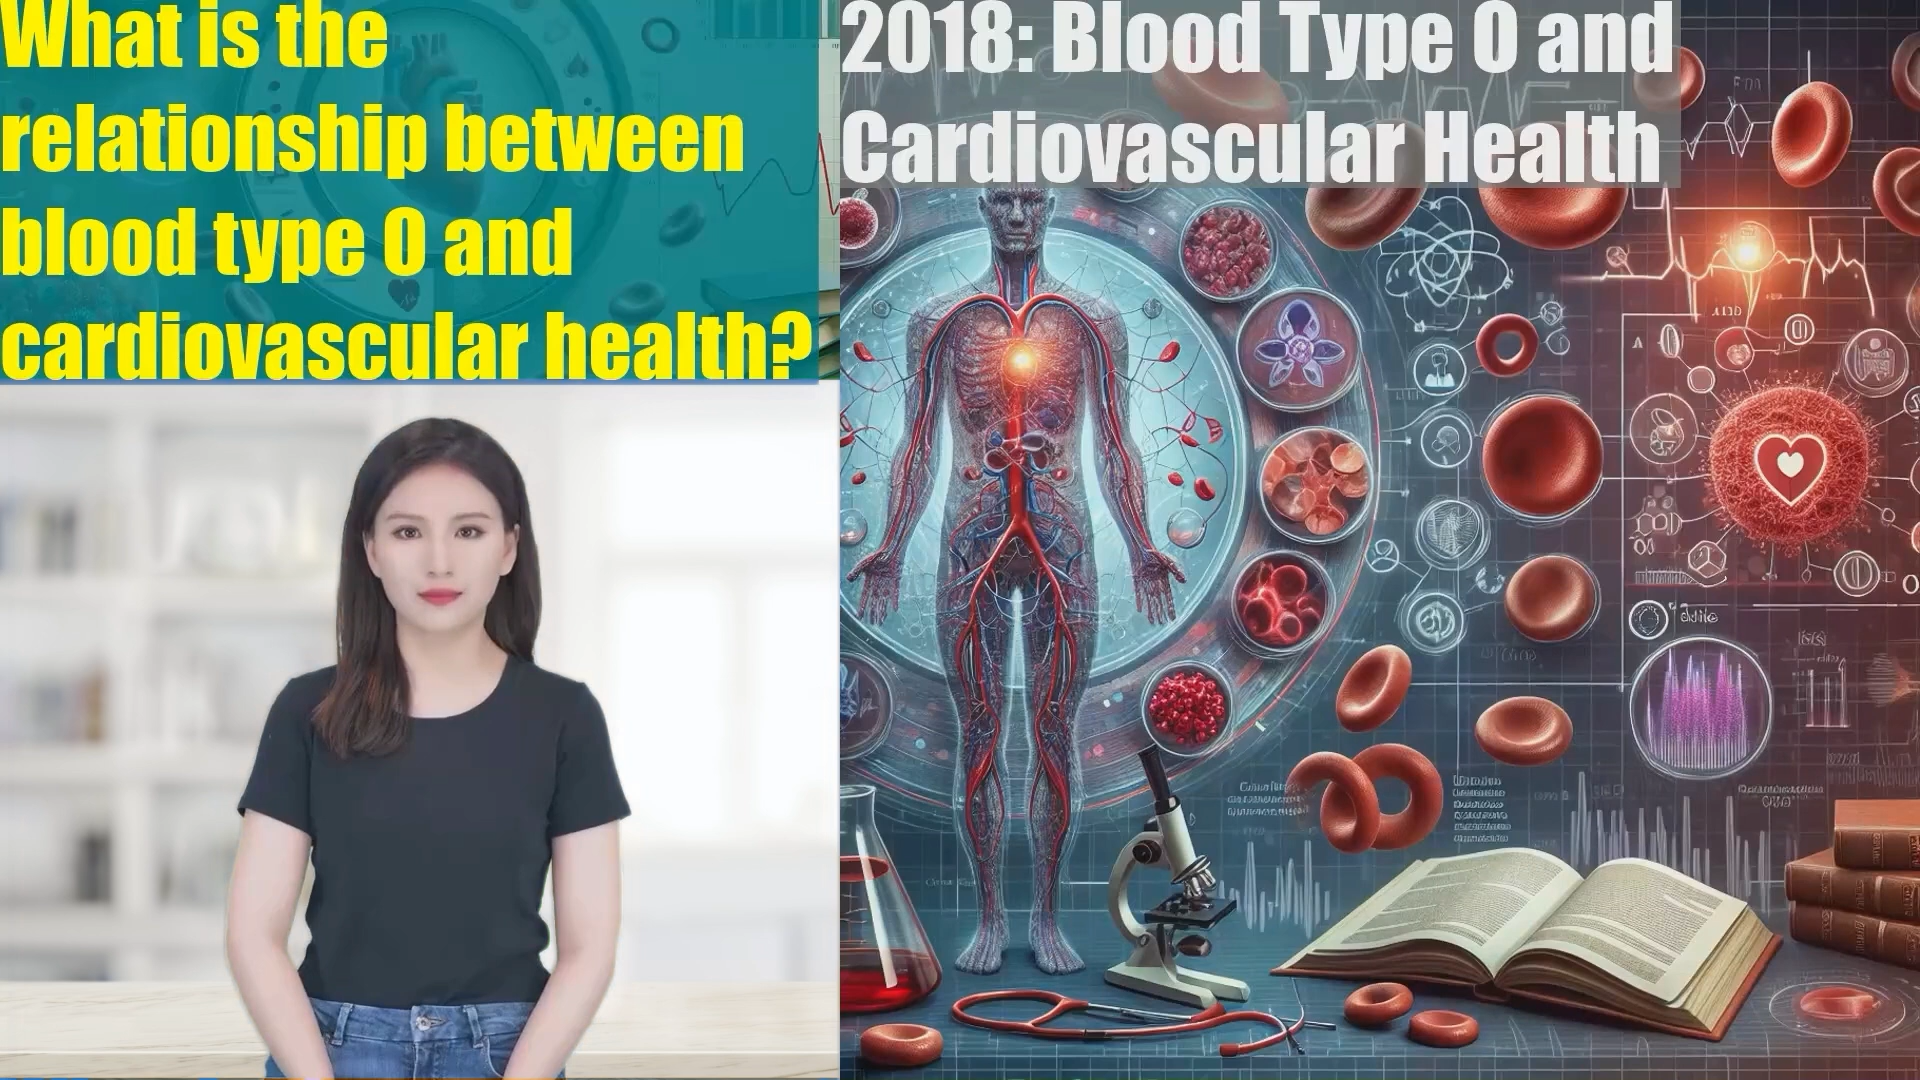 What is the
relationship between
blood type O and
cardiovascular health?
2018: Blood Type O and
Cardiovascular Health